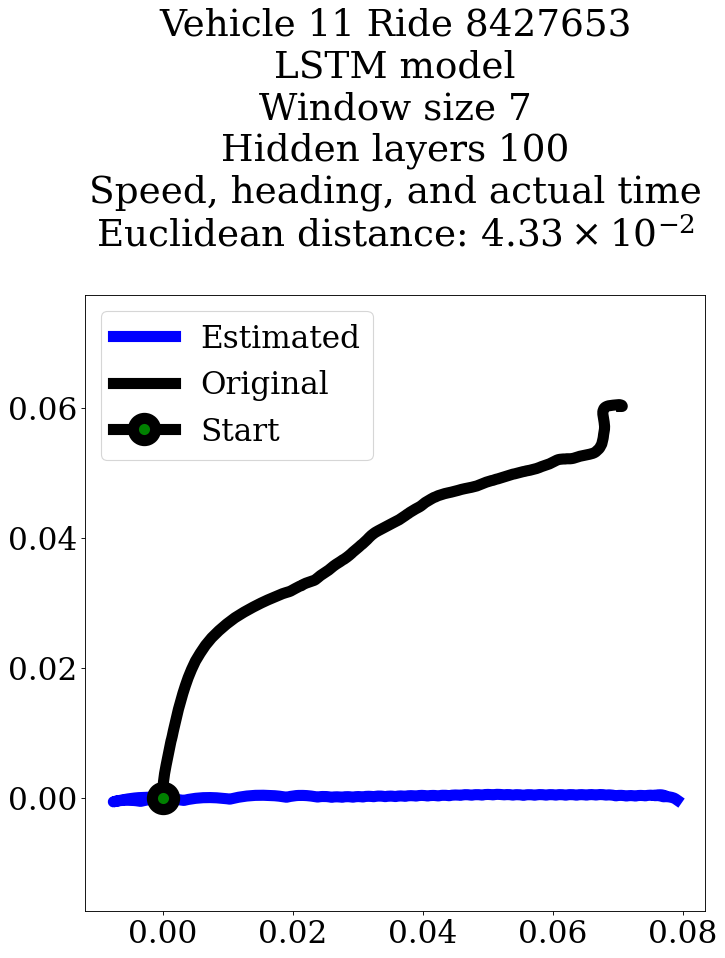 Vehicle 11 Ride 8427653
LSTM model
Window size 7
Hidden layers 100
Speed, heading, and actual time
Euclidean distance: 4.33 × 10⁻²
Estimated
Original
Start
0.06
0.04
0.02
0.00
0.00 0.02 0.04 0.06 0.08